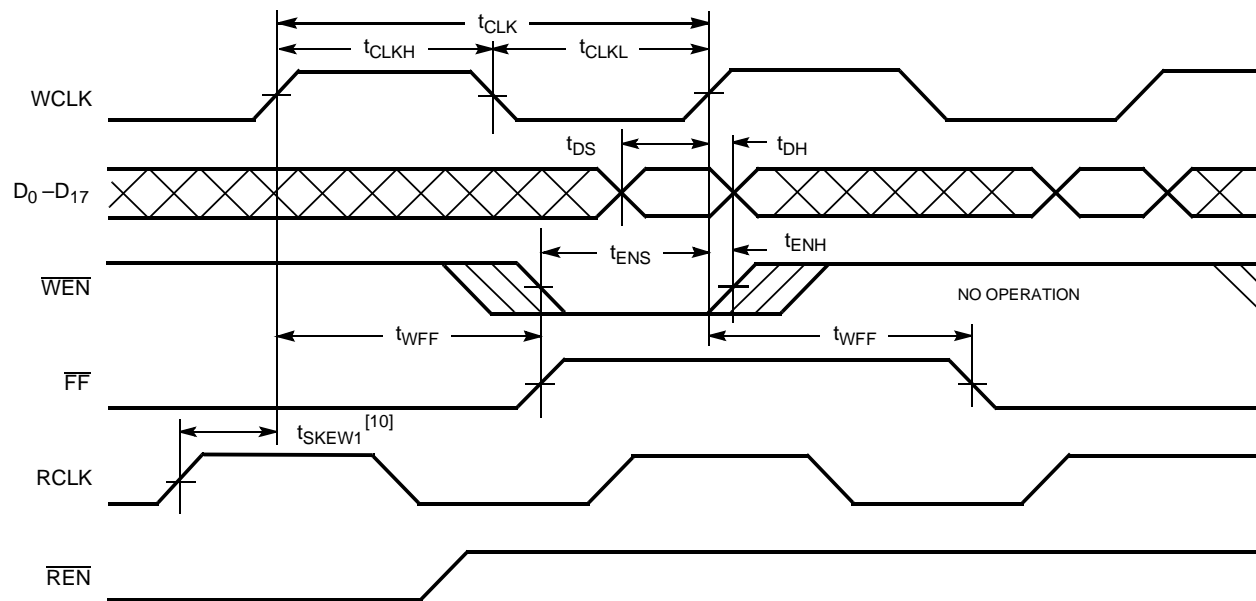 tCLK
tCLKH tCLKL
WCLK
tDS tDH
D0 –D17
tENS tENH
WEN
NO OPERATION
tWFF tWFF
FF
tSKEW1 [10]
RCLK
REN